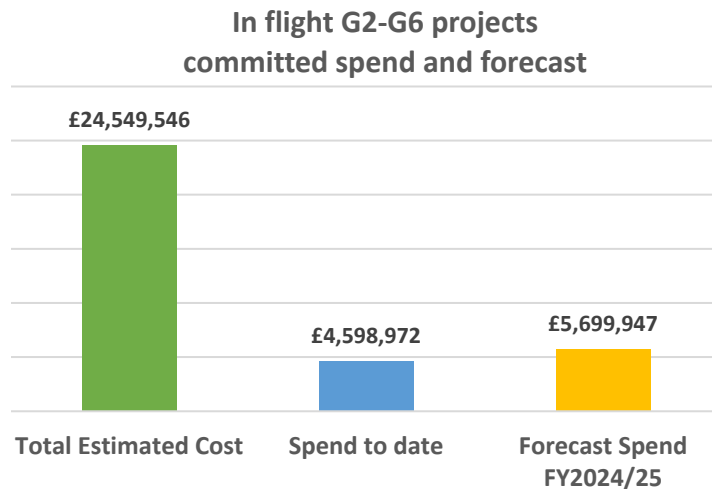 In flight G2-G6 projects
committed spend and forecast
£24,549,546
£4,598,972
£5,699,947
Total Estimated Cost
Spend to date
Forecast Spend
FY2024/25